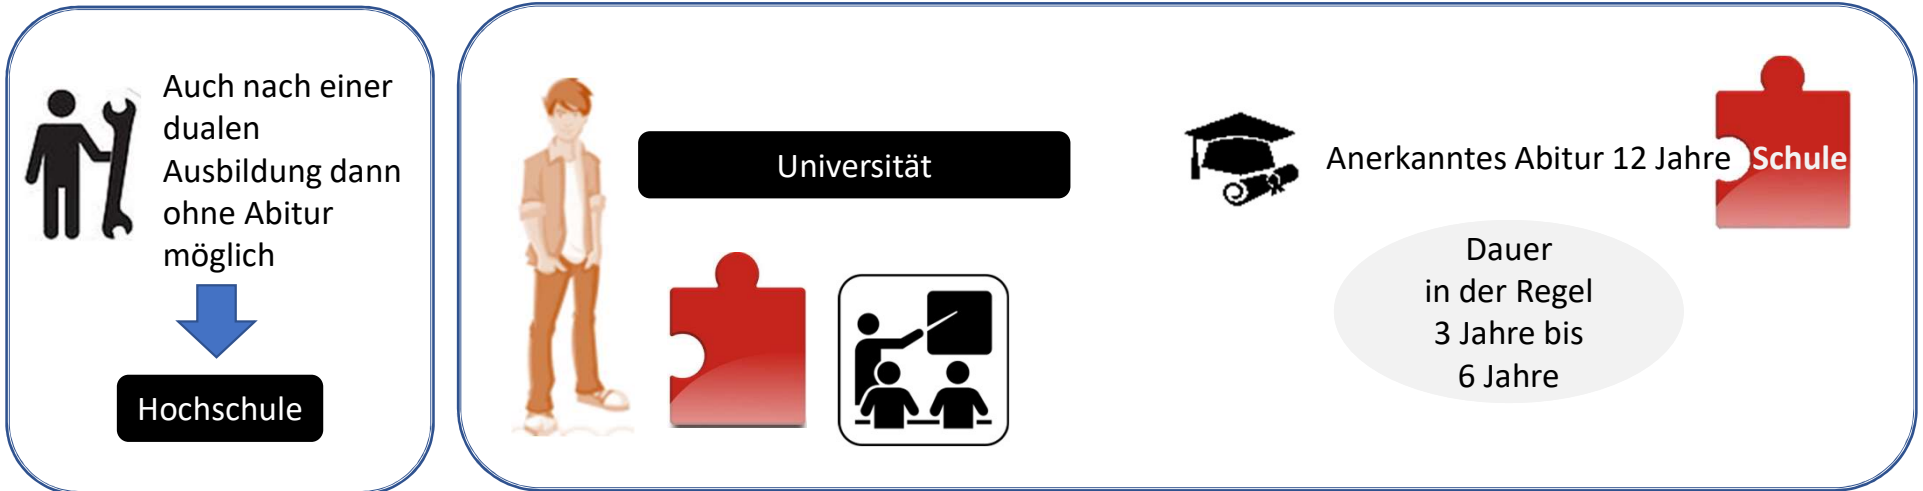 Auch nach einer
dualen
Ausbildung dann
ohne Abitur
möglich
Hochschule
Universität
Anerkanntes Abitur 12 Jahre
Schule
Dauer
in der Regel
3 Jahre bis
6 Jahre